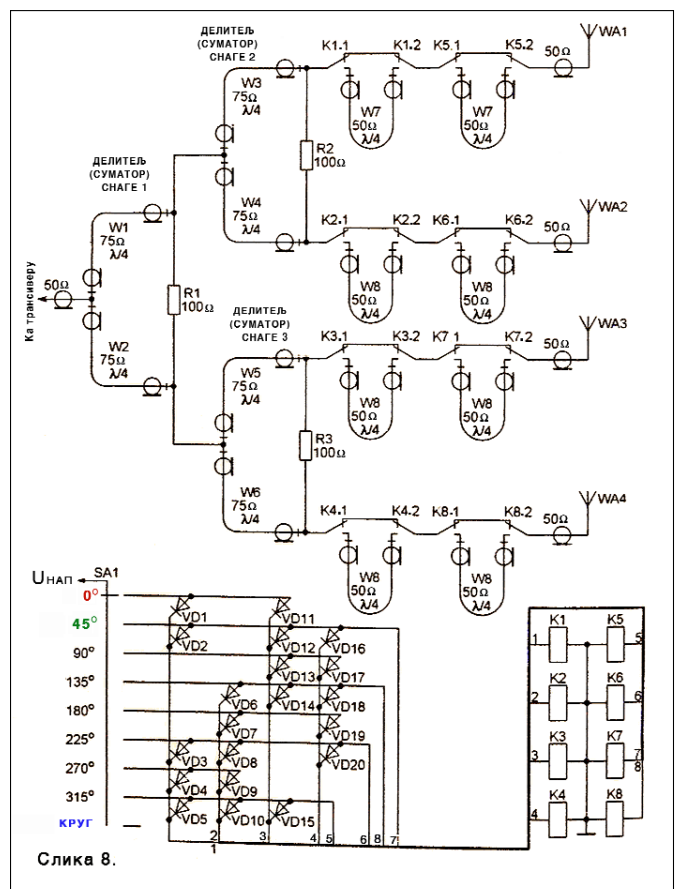 ДЕЛИТЕЉ
(СУМАТОР)
СНАГЕ 2
K1.1 K1.2 K5.1 K5.2 50Ω WA1
W3
75Ω
λ/4
W7
50Ω
λ/4
W7
50Ω
λ/4
ДЕЛИТЕЉ
(СУМАТОР)
СНАГЕ 1
R2
100Ω
W4
75Ω
λ/4
K2-1 K2-2 K6-1 K6-2 50Ω WA2
W1
75Ω
λ/4
W8
50Ω
λ/4
W8
50Ω
λ/4
Ка трансиверу
50Ω
R1
100Ω
ДЕЛИТЕЉ
(СУМАТОР)
СНАГЕ 3
K3.1 K3.2 K7.1 K7.2 50Ω WA3
W2
75Ω
λ/4
W5
75Ω
λ/4
W8
50Ω
λ/4
W8
50Ω
λ/4
R3
100Ω
W6
75Ω
λ/4
K4.1 K4-2 K8-1 K8-2 50Ω WA4
W8
50Ω
λ/4
W8
50Ω
λ/4
UНАП SA1
0°
VD1 VD11
45°
VD2 VD12 VD16
90°
VD13 VD17
135°
VD6 VD14 VD18
180°
VD7 VD19
225°
VD3 VD8 VD20
270°
VD4 VD9
315°
VD5 VD10 VD15
КРУГ
2 1 3 4 5 6 8 7
K1 K5
1 5
K2 K6
2 6
K3 K7
3 7
8
K4 K8
4
Слика 8.